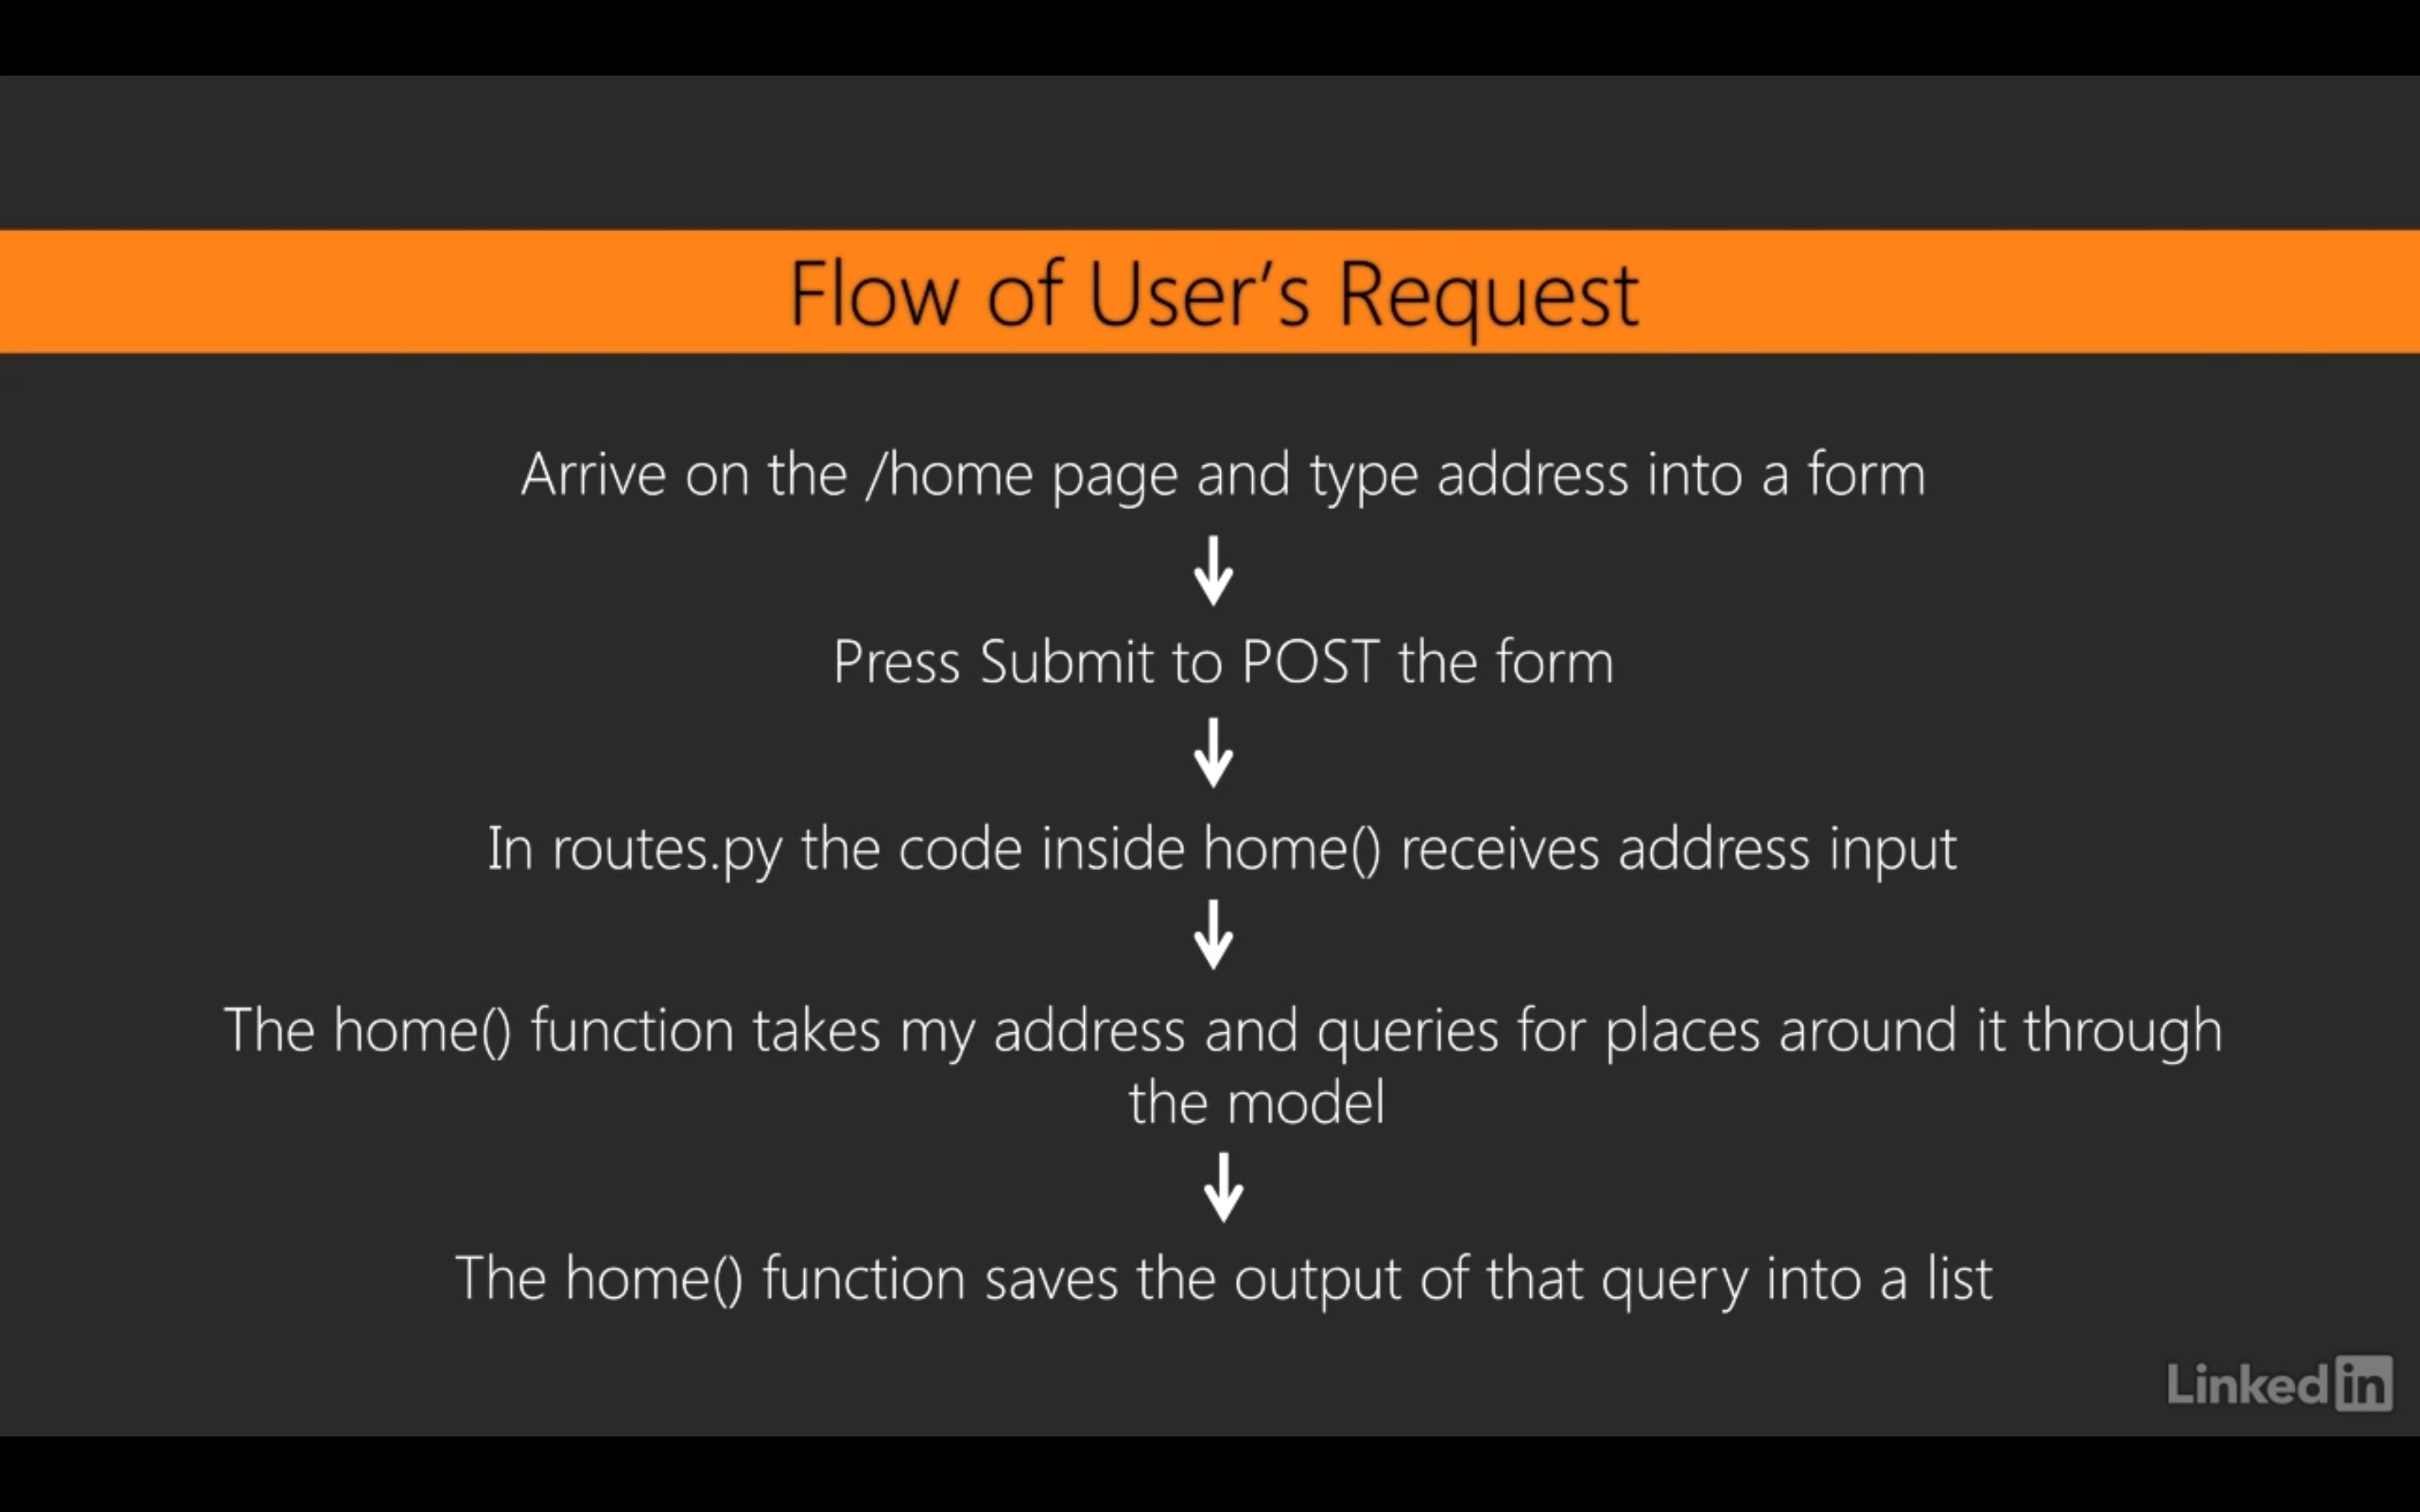 Flow of User’s Request
Arrive on the /home page and type address into a form
Press Submit to POST the form
In routes.py the code inside home() receives address input
The home() function takes my address and queries for places around it through
the model
The home() function saves the output of that query into a list
Linked in